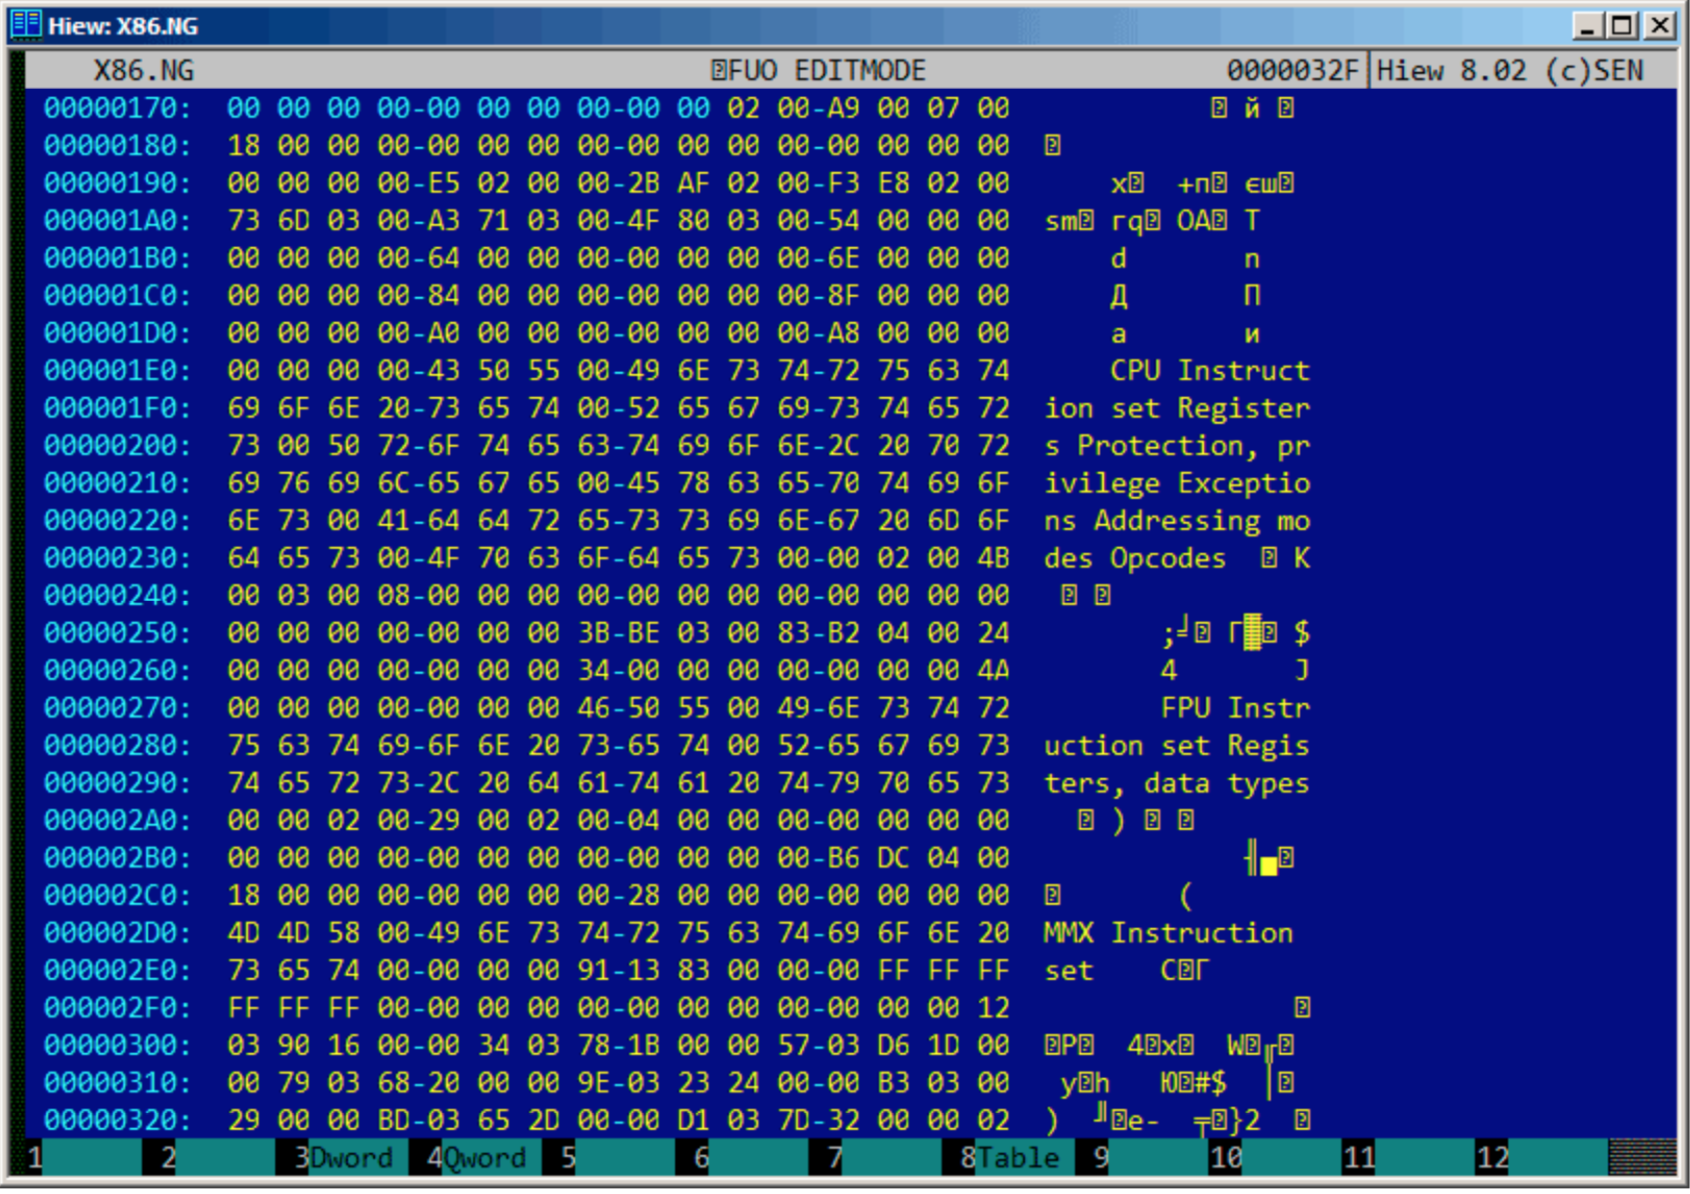 Hiew: X86.NG
X86.NG FUO EDITMODE 0000032F Hiew 8.02 (c)SEN
00000170: 00 00 00 00-00 00 00 00-00 00 02 00-A9 00 07 00 й
00000180: 18 00 00 00-00 00 00 00-00 00 00 00-00 00 00 00
00000190: 00 00 00 00-E5 02 00 00-2B AF 02 00-F3 E8 02 00 х +п єш
000001A0: 73 6D 03 00-A3 71 03 00-4F 80 03 00-54 00 00 00 sm гq OА T
000001B0: 00 00 00 00-64 00 00 00-00 00 00 00-6E 00 00 00 d n
000001C0: 00 00 00 00-84 00 00 00-00 00 00 00-8F 00 00 00 Д П
000001D0: 00 00 00 00-A0 00 00 00-00 00 00 00-A8 00 00 00 а и
000001E0: 00 00 00 00-43 50 55 00-49 6E 73 74-72 75 63 74 CPU Instruct
000001F0: 69 6F 6E 20-73 65 74 00-52 65 67 69-73 74 65 72 ion set Register
00000200: 73 00 50 72-6F 74 65 63-74 69 6F 6E-2C 20 70 72 s Protection, pr
00000210: 69 76 69 6C-65 67 65 00-45 78 63 65-70 74 69 6F ivilege Exceptio
00000220: 6E 73 00 41-64 64 72 65-73 73 69 6E-67 20 6D 6F ns Addressing mo
00000230: 64 65 73 00-4F 70 63 6F-64 65 73 00-00 02 00 4B des Opcodes K
00000240: 00 03 00 08-00 00 00 00-00 00 00 00-00 00 00 00
00000250: 00 00 00 00-00 00 00 3B-BE 03 00 83-B2 04 00 24 ;╛ Г▓ $
00000260: 00 00 00 00-00 00 00 34-00 00 00 00-00 00 00 4A 4 J
00000270: 00 00 00 00-00 00 00 46-50 55 00 49-6E 73 74 72 FPU Instr
00000280: 75 63 74 69-6F 6E 20 73-65 74 00 52-65 67 69 73 uction set Regis
00000290: 74 65 72 73-2C 20 64 61-74 61 20 74-79 70 65 73 ters, data types
000002A0: 00 00 02 00-29 00 02 00-04 00 00 00-00 00 00 00 )
000002B0: 00 00 00 00-00 00 00 00-00 00 00 00-B6 DC 04 00 ╢▄
000002C0: 18 00 00 00-00 00 00 00-28 00 00 00-00 00 00 00 (
000002D0: 4D 4D 58 00-49 6E 73 74-72 75 63 74-69 6F 6E 20 MMX Instruction
000002E0: 73 65 74 00-00 00 00 91-13 83 00 00-00 FF FF FF set С Г
000002F0: FF FF FF 00-00 00 00 00-00 00 00 00-00 00 00 12
00000300: 03 90 16 00-00 34 03 78-1B 00 00 57-03 D6 1D 00 Р 4 x W ╓
00000310: 00 79 03 68-20 00 00 9E-03 23 24 00-00 B3 03 00 y h Ю #$ │
00000320: 29 00 00 BD-03 65 2D 00-00 D1 03 7D-32 00 00 02 ) ╜ e- ╤ }2
1 2 3Dword 4Qword 5 6 7 8Table 9 10 11 12